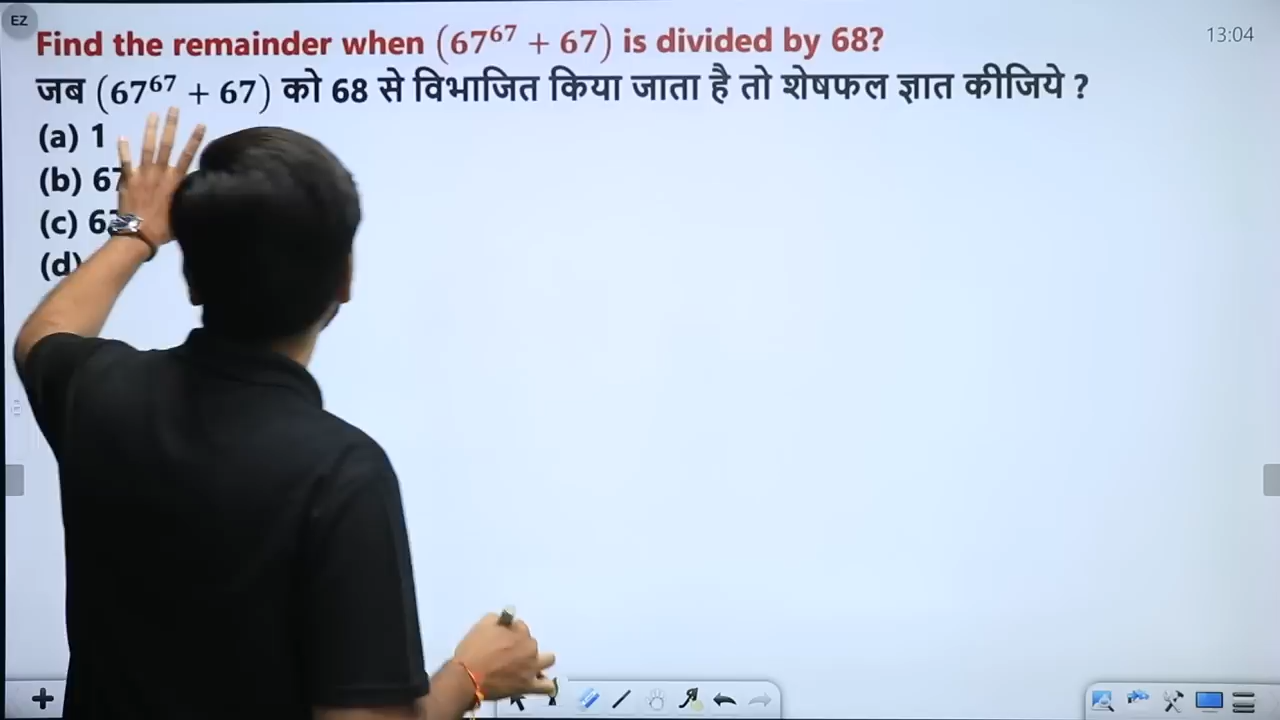 EZ
Find the remainder when (67⁶⁷ + 67) is divided by 68?
13:04
जब (67⁶⁷ + 67) को 68 से विभाजित किया जाता है तो शेषफल ज्ञात कीजिये ?
(a) 1
(b) 67
(c) 6
(d)